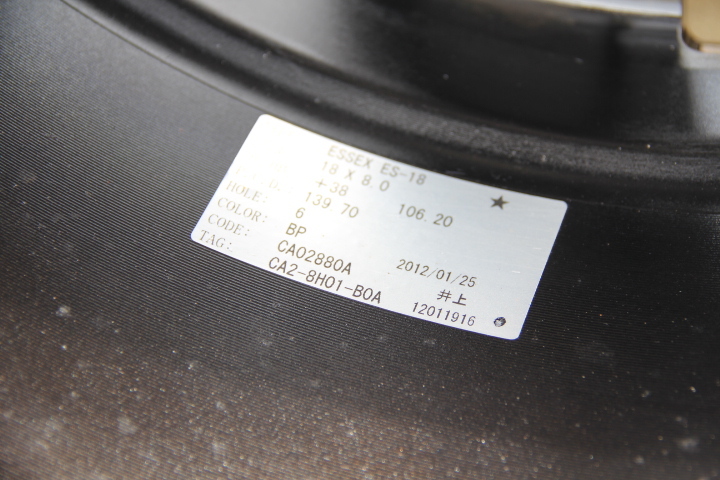 ESSEX ES-18
18 X 8.0
+38 ★
139.70 106.20
HOLE: 6
COLOR: BP
CODE: CA02880A 2012/01/25
TAG: CA2-8H01-B0A 井上
12011916